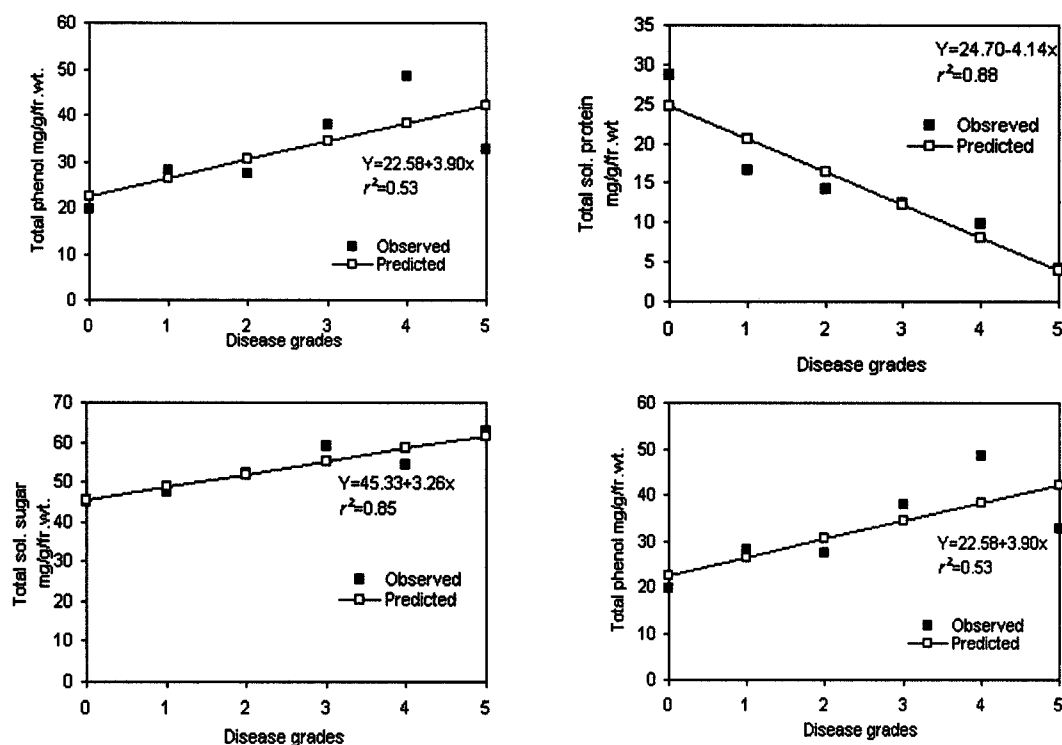 60
50
40
30
20
10
0
Total phenol mg/g/fr.wt.
Y=22.58+3.90x
r²=0.53
Observed
Predicted
0 1 2 3 4 5
Disease grades
35
30
25
20
15
10
5
0
Total sol. protein
mg/g/fr.wt
Y=24.70-4.14x
r²=0.88
Obsreved
Predicted
0 1 2 3 4 5
Disease grades
70
60
50
40
30
20
10
0
Total sol. sugar
mg/g/fr.wt.
Y=45.33+3.26x
r²=0.85
Observed
Predicted
0 1 2 3 4 5
Disease grades
60
50
40
30
20
10
0
Total phenol mg/g/fr.wt.
Y=22.58+3.90x
r²=0.53
Observed
Predicted
0 1 2 3 4 5
Disease grades